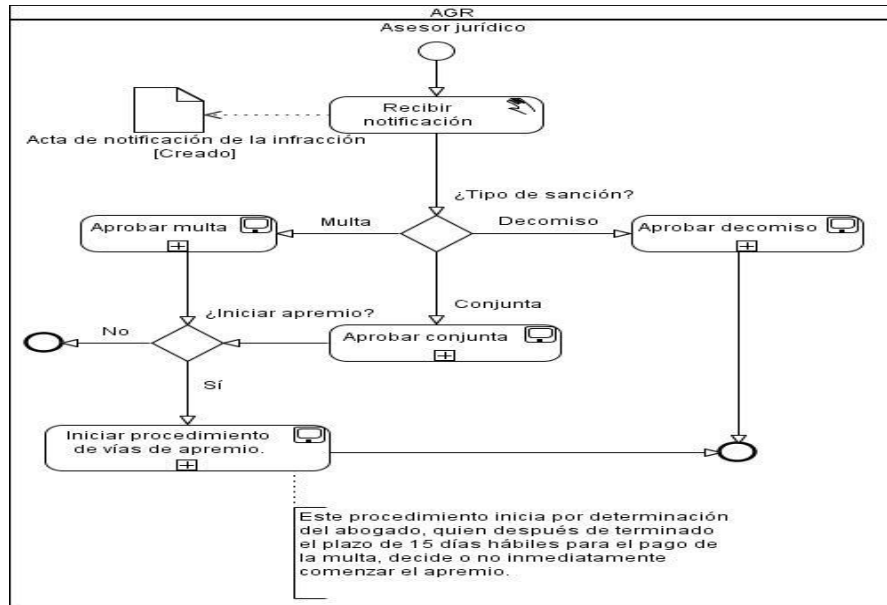 AGR
Asesor jurídico
Recibir
notificación
Acta de notificación de la infracción
[Creado]
¿Tipo de sanción?
Aprobar multa
Multa
Decomiso
Aprobar decomiso
Conjunta
¿Iniciar apremio?
No
Aprobar conjunta
Sí
Iniciar procedimiento
de vías de apremio.
Este procedimiento inicia por determinación
del abogado, quien después de terminado
el plazo de 15 días hábiles para el pago de
la multa, decide o no inmediatamente
comenzar el apremio.